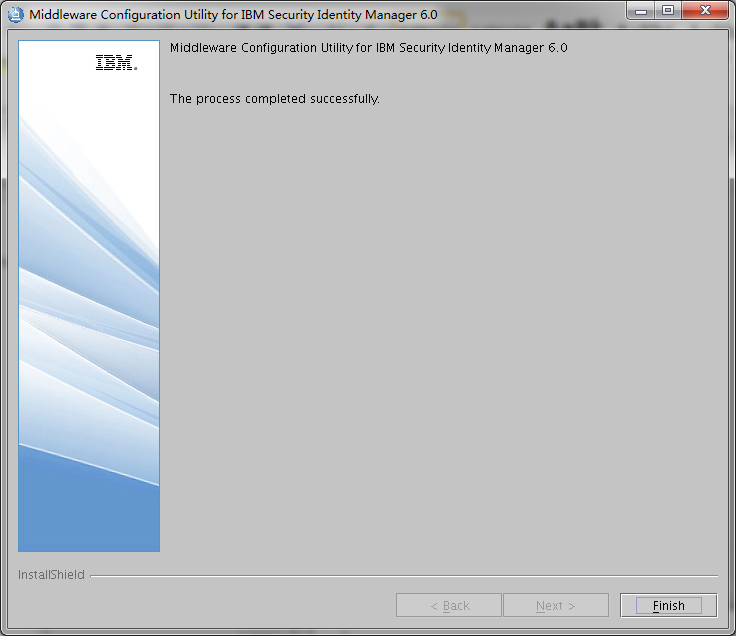 Middleware Configuration Utility for IBM Security Identity Manager 6.0
IBM.
Middleware Configuration Utility for IBM Security Identity Manager 6.0
The process completed successfully.
InstallShield
< Back
Next >
Finish